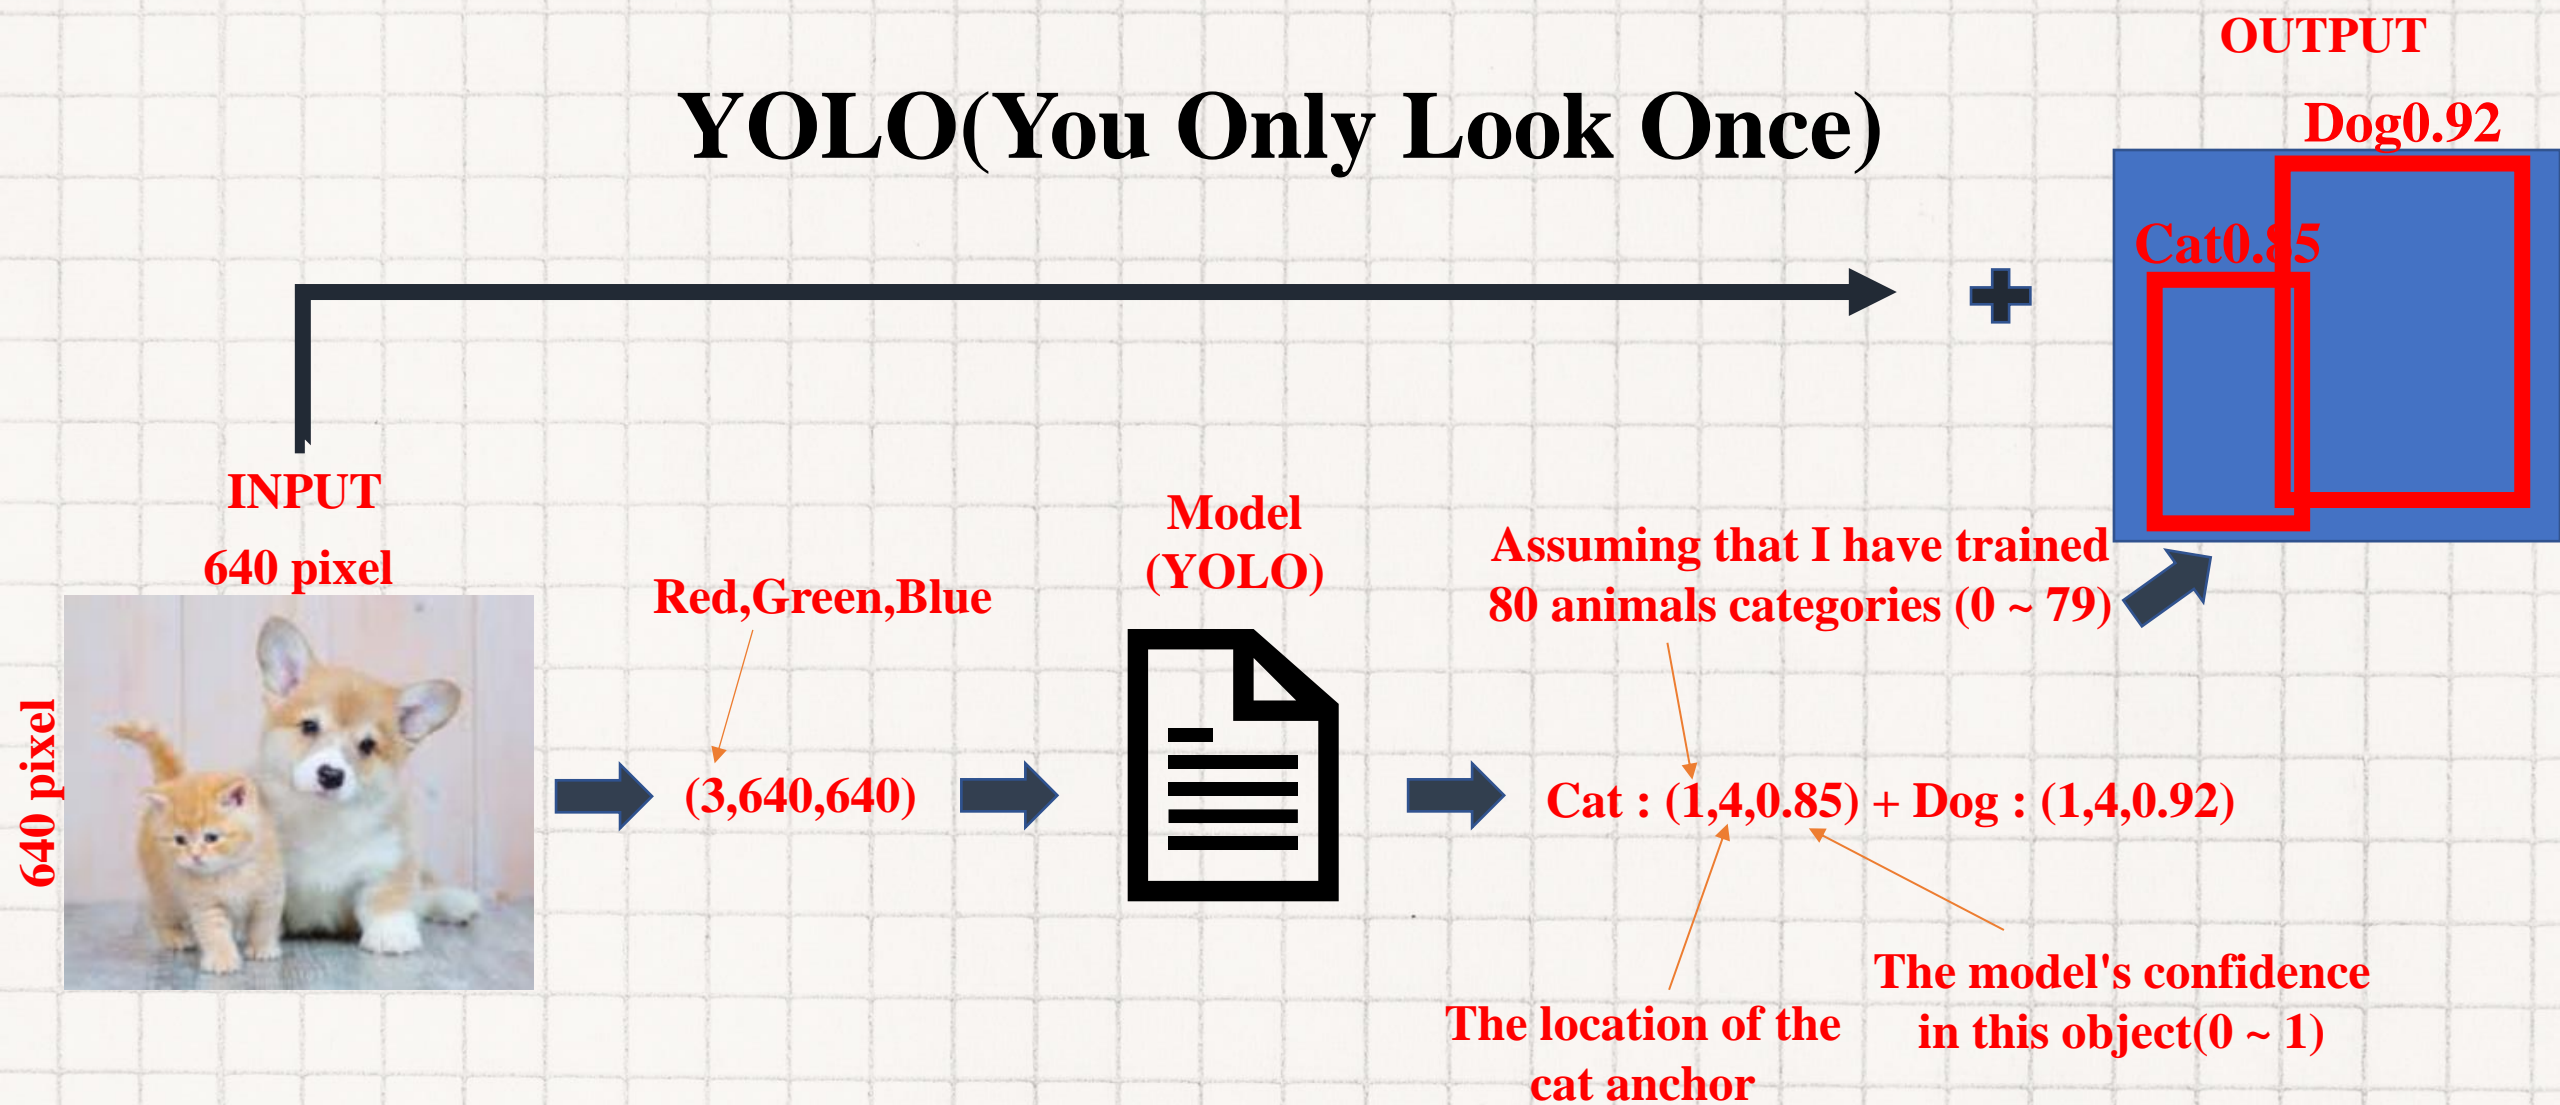 OUTPUT
YOLO(You Only Look Once)
Dog0.92
Cat0.85
INPUT
640 pixel
640 pixel
Red,Green,Blue
(3,640,640)
Model
(YOLO)
Assuming that I have trained
80 animals categories (0 ~ 79)
Cat : (1,4,0.85) + Dog : (1,4,0.92)
The location of the
cat anchor
The model's confidence
in this object(0 ~ 1)